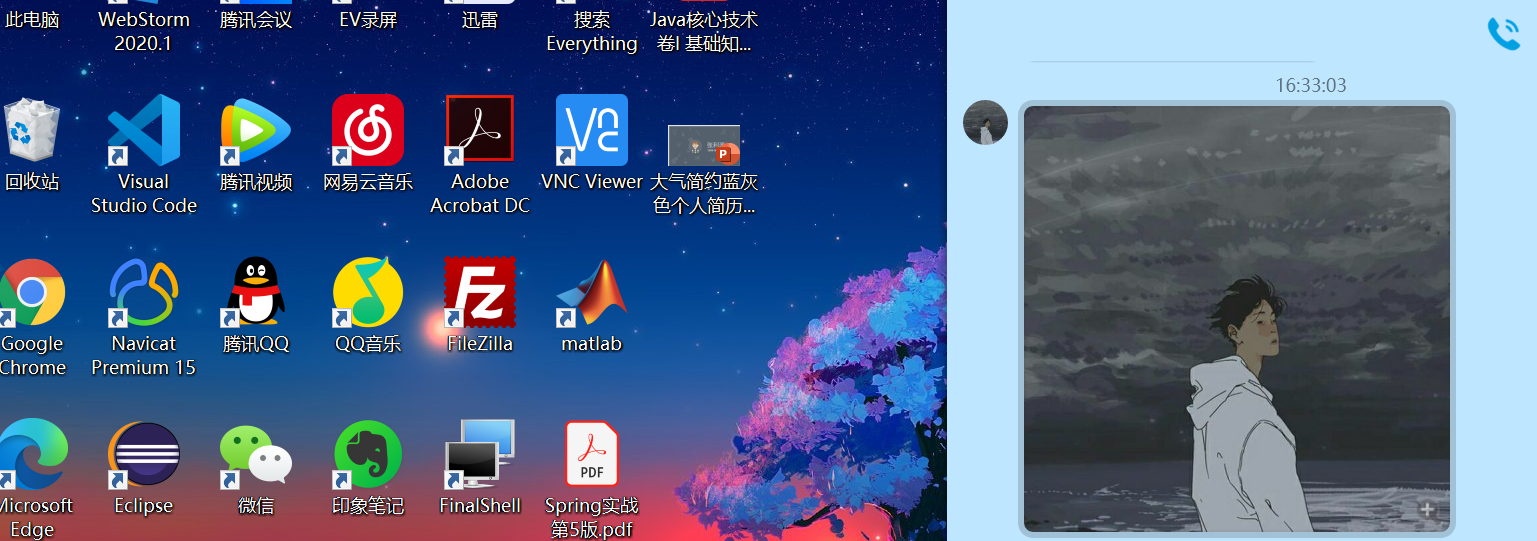 此电脑
WebStorm
2020.1
腾讯会议
EV录屏
迅雷
搜索
Everything
Java核心技术
卷I 基础知...
回收站
Visual
Studio Code
腾讯视频
网易云音乐
Adobe
Acrobat DC
VNC Viewer
大气简约蓝灰
色个人简历...
Google
Chrome
Navicat
Premium 15
腾讯QQ
QQ音乐
FileZilla
matlab
Microsoft
Edge
Eclipse
微信
印象笔记
FinalShell
PDF
Spring实战
第5版.pdf
16:33:03